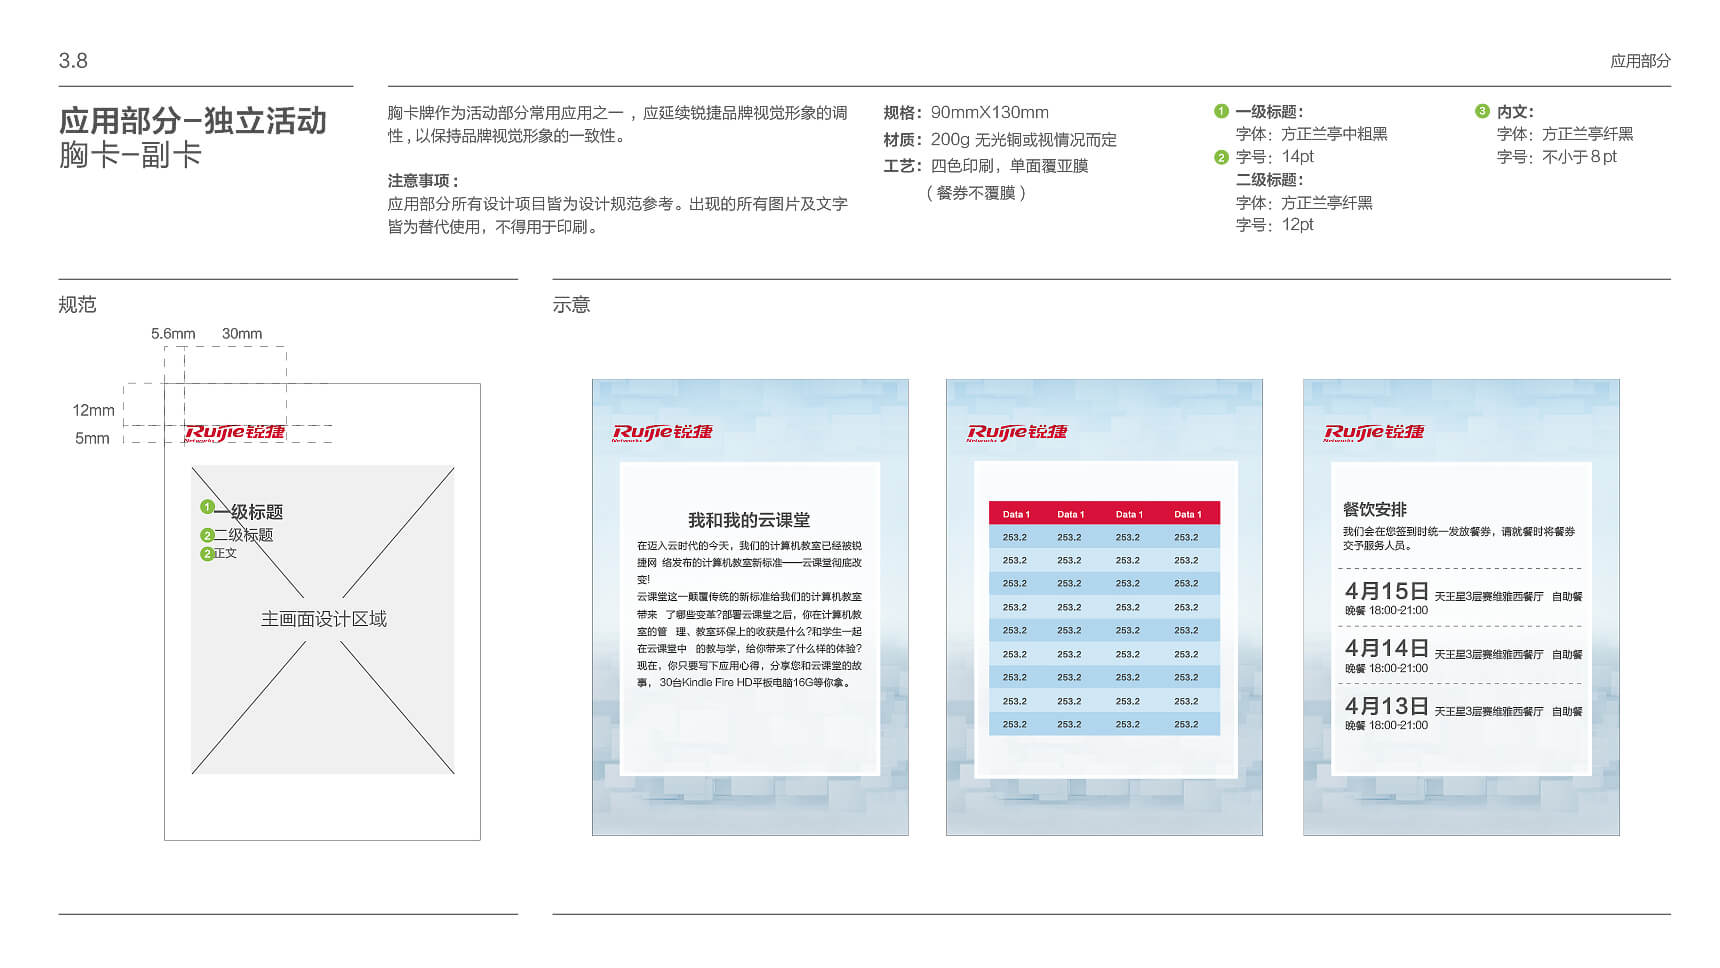 3.8
应用部分
应用部分–独立活动
胸卡–副卡
胸卡牌作为活动部分常用应用之一 ，应延续锐捷品牌视觉形象的调
性 , 以保持品牌视觉形象的一致性。
注意事项 :
应用部分所有设计项目皆为设计规范参考。出现的所有图片及文字
皆为替代使用，不得用于印刷。
规格：90mmX130mm
材质：200g 无光铜或视情况而定
工艺：四色印刷，单面覆亚膜
（ 餐券不覆膜 ）
1 一级标题：
字体：方正兰亭中粗黑
2 字号：14pt
二级标题：
字体：方正兰亭纤黑
字号：12pt
3 内文：
字体：方正兰亭纤黑
字号：不小于 8 pt
规范
5.6mm 30mm
12mm
5mm
Ruijie锐捷
Networks
1 一级标题
2 二级标题
2 正文
主画面设计区域
示意
Ruijie锐捷
Networks
我和我的云课堂
在迈入云时代的今天，我们的计算机教室已经被锐
捷网 络发布的计算机教室新标准——云课堂彻底改
变!
云课堂这一颠覆传统的新标准给我们的计算机教室
带来 了哪些变革?部署云课堂之后，你在计算机教
室的管 理、教室环保上的收获是什么?和学生一起
在云课堂中 的教与学，给你带来了什么样的体验?
现在，你只要写下应用心得，分享您和云课堂的故
事， 30台Kindle Fire HD平板电脑16G等你拿。
Ruijie锐捷
Networks
Data 1 Data 1 Data 1 Data 1
253.2 253.2 253.2 253.2
253.2 253.2 253.2 253.2
253.2 253.2 253.2 253.2
253.2 253.2 253.2 253.2
253.2 253.2 253.2 253.2
253.2 253.2 253.2 253.2
253.2 253.2 253.2 253.2
253.2 253.2 253.2 253.2
253.2 253.2 253.2 253.2
Ruijie锐捷
Networks
餐饮安排
我们会在您签到时统一发放餐券，请就餐时将餐券
交予服务人员。
4月15日 天王星3层赛维雅西餐厅 自助餐
晚餐 18:00-21:00
4月14日 天王星3层赛维雅西餐厅 自助餐
晚餐 18:00-21:00
4月13日 天王星3层赛维雅西餐厅 自助餐
晚餐 18:00-21:00